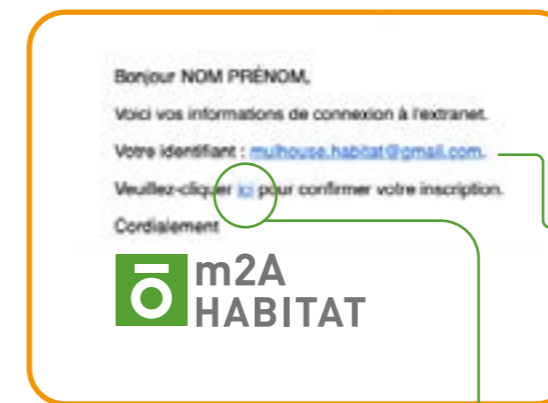 Bonjour NOM PRÉNOM,
Voici vos informations de connexion à l'extranet.
Votre identifiant : mulhouse.habitat@gmail.com.
Veuillez-cliquer ici pour confirmer votre inscription.
Cordialement
m2A
HABITAT